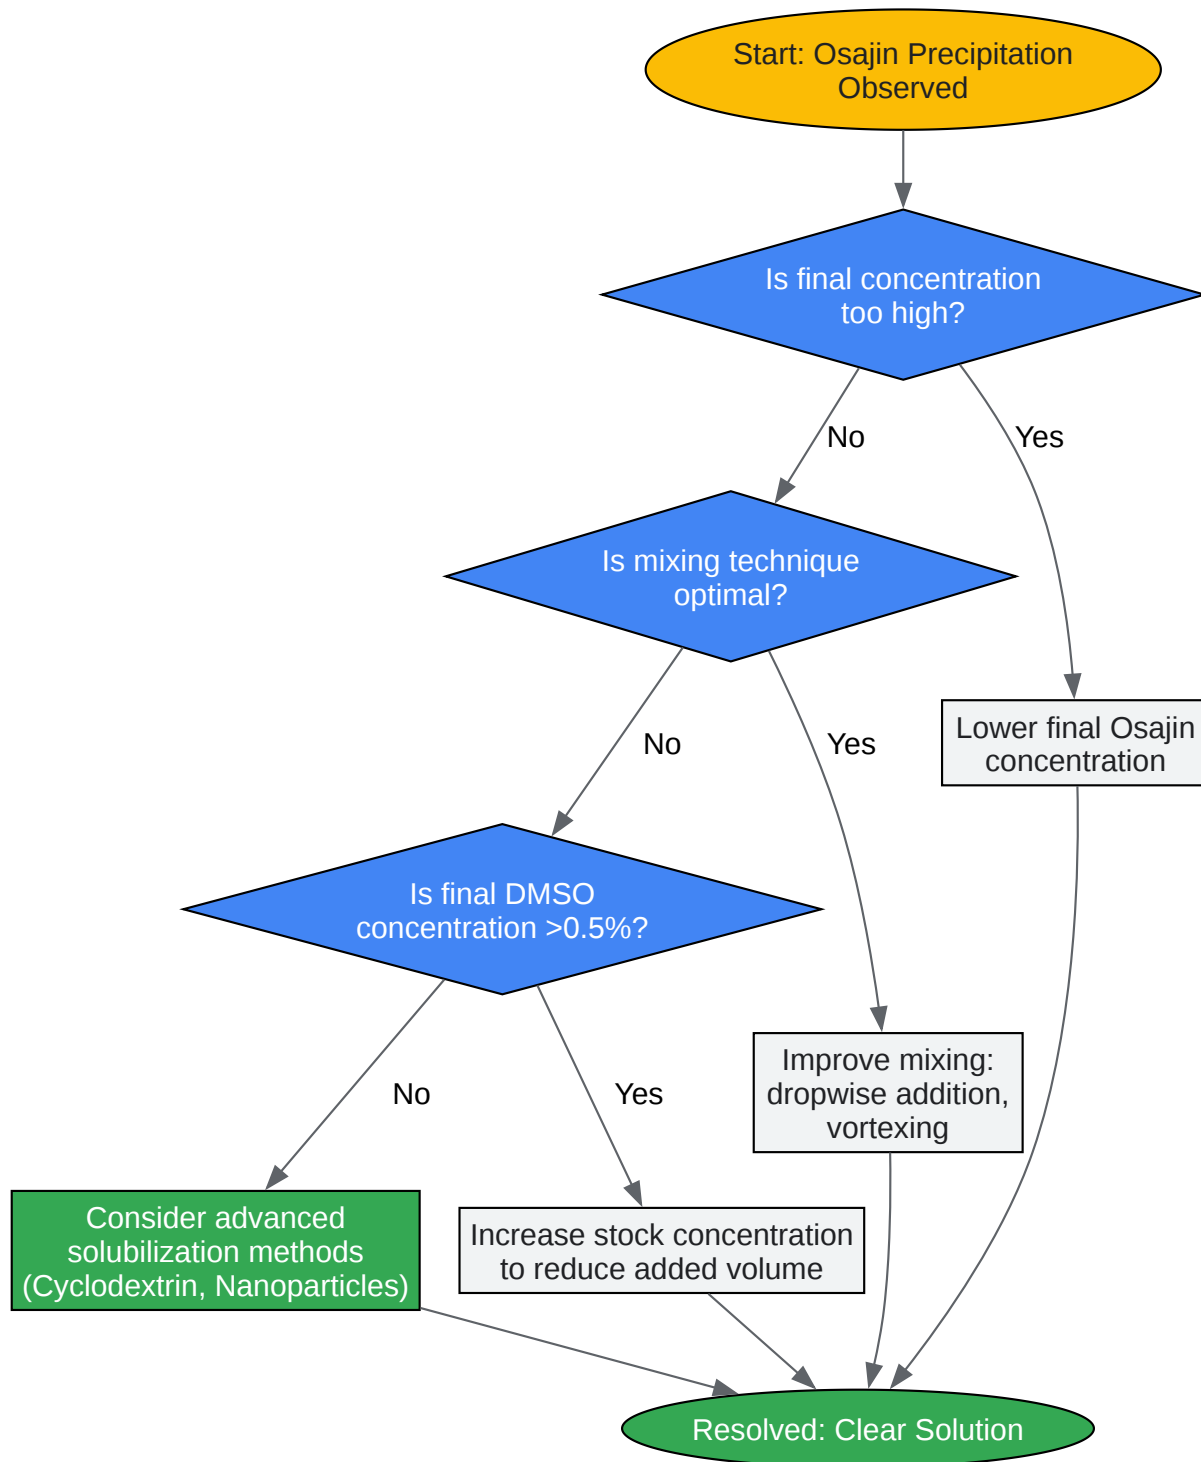 Start: Osajin Precipitation
Observed
Is final concentration
too high?
No
Yes
Is mixing technique
optimal?
Lower final Osajin
concentration
No
Yes
Is final DMSO
concentration >0.5%?
Improve mixing:
dropwise addition,
vortexing
No
Yes
Consider advanced
solubilization methods
(Cyclodextrin, Nanoparticles)
Increase stock concentration
to reduce added volume
Resolved: Clear Solution